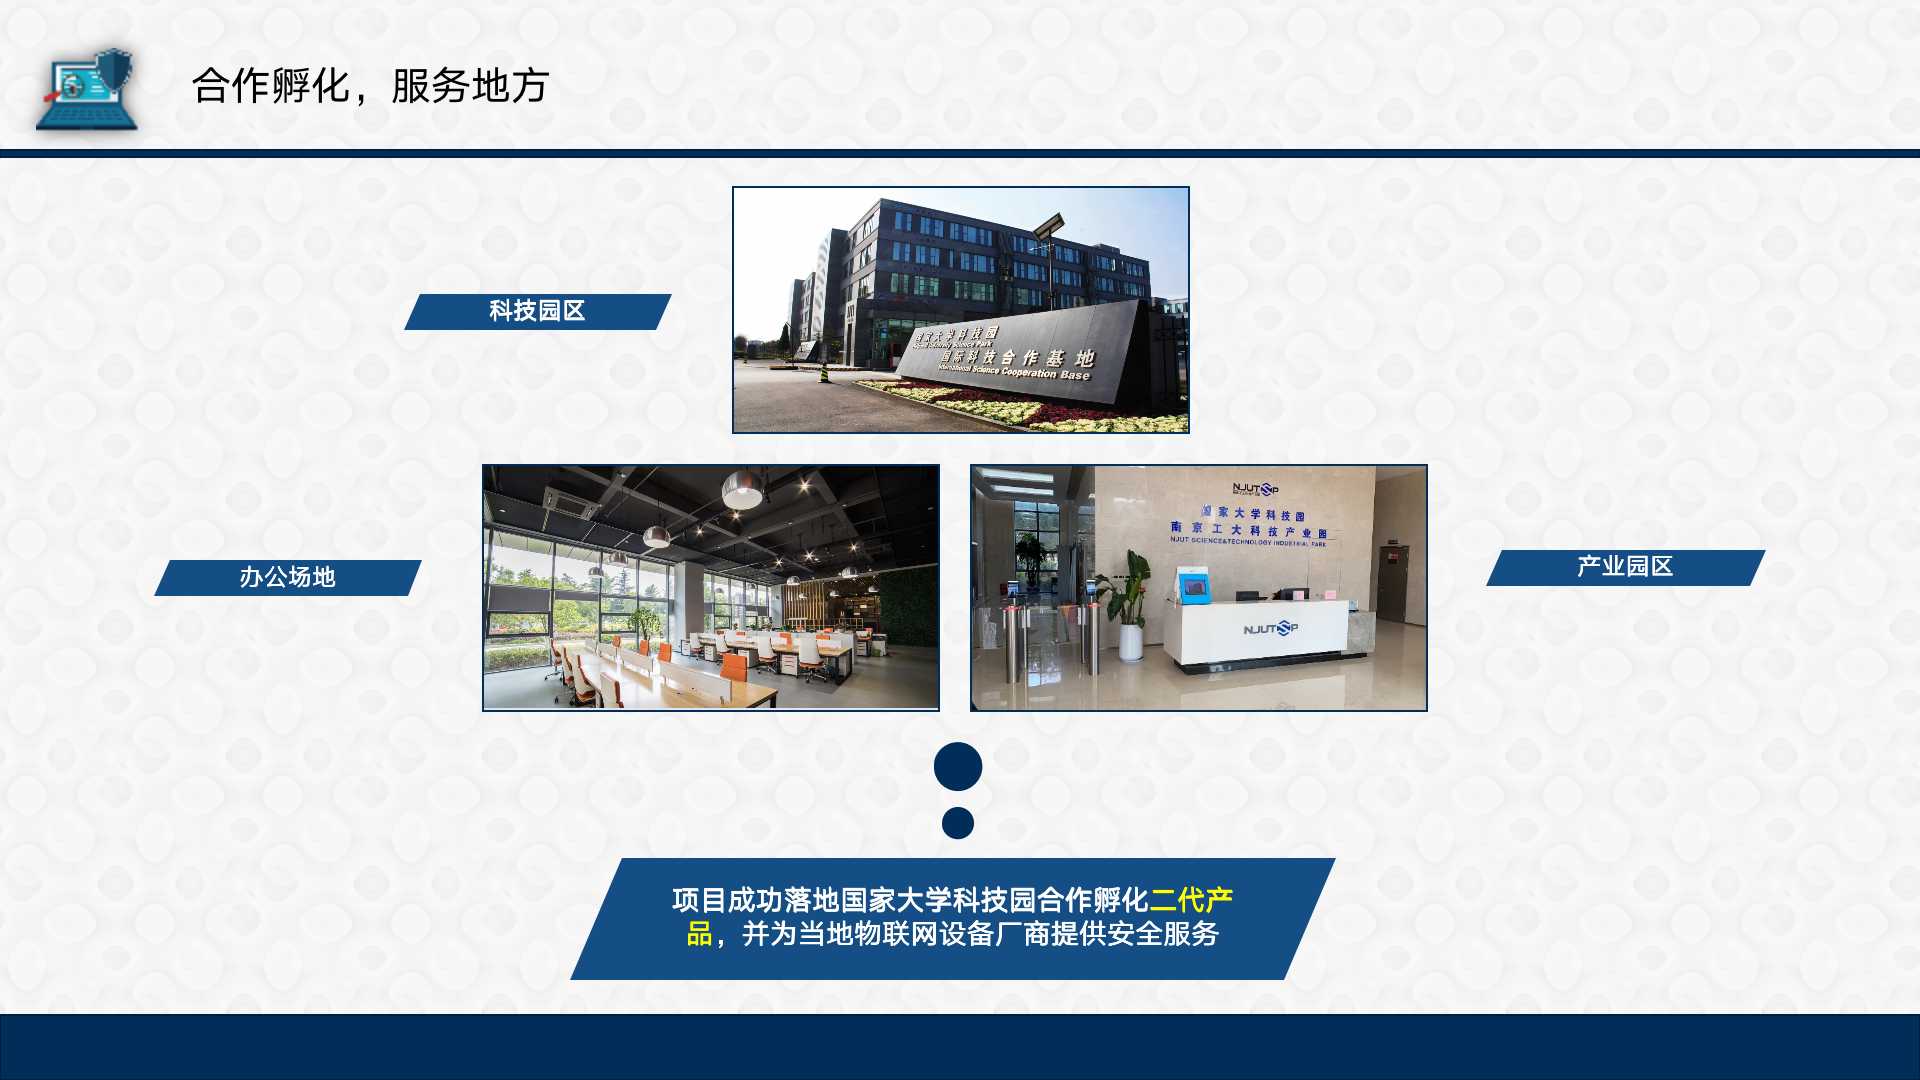 合作孵化，服务地方
科技园区
国家大学科技园
National University Science Park
国际科技合作基地
International Science Cooperation Base
办公场地
NJUTSP
国家大学科技园
南京工大科技产业园
NJUT SCIENCE&TECHNOLOGY INDUSTRIAL PARK
NJUTSP
产业园区
项目成功落地国家大学科技园合作孵化二代产
品，并为当地物联网设备厂商提供安全服务